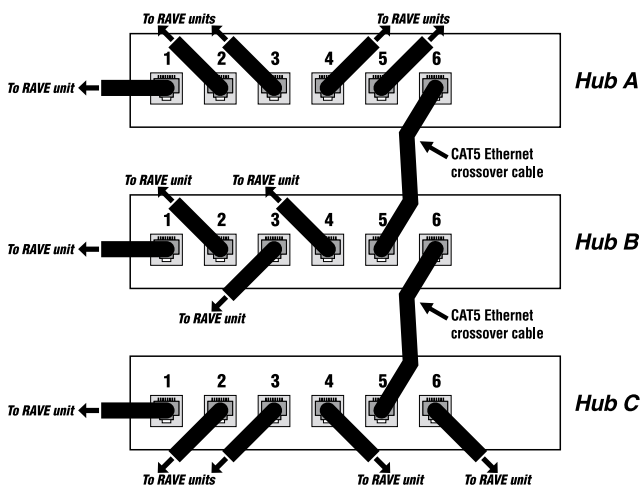 To RAVE units
To RAVE units
1 2 3 4 5 6
To RAVE unit
Hub A
CAT5 Ethernet
crossover cable
To RAVE unit
To RAVE unit
1 2 3 4 5 6
To RAVE unit
Hub B
To RAVE unit
CAT5 Ethernet
crossover cable
1 2 3 4 5 6
To RAVE unit
Hub C
To RAVE units
To RAVE unit
To RAVE unit